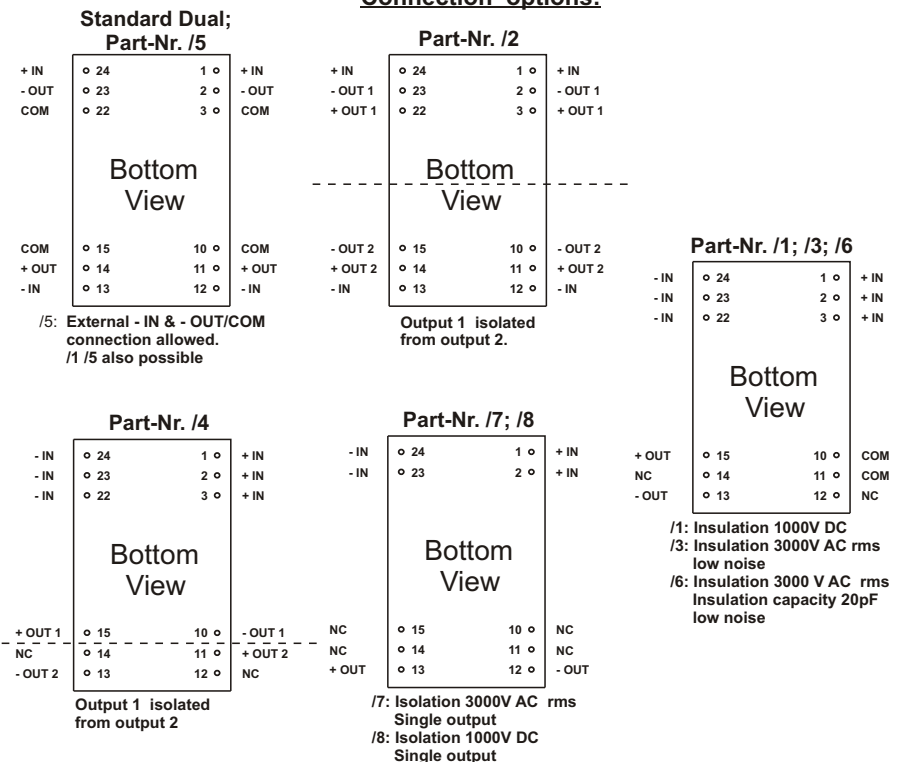 Connection options:
Standard Dual;
Part-Nr. /5
+ IN 24 1 + IN
- OUT 23 2 - OUT
COM 22 3 COM
Bottom
View
COM 15 10 COM
+ OUT 14 11 + OUT
- IN 13 12 - IN
/5: External - IN & - OUT/COM
connection allowed.
/1 /5 also possible
Part-Nr. /2
+ IN 24 1 + IN
- OUT 1 23 2 - OUT 1
+ OUT 1 22 3 + OUT 1
Bottom
View
- OUT 2 15 10 - OUT 2
+ OUT 2 14 11 + OUT 2
- IN 13 12 - IN
Output 1 isolated
from output 2.
Part-Nr. /1; /3; /6
- IN 24 1 + IN
- IN 23 2 + IN
- IN 22 3 + IN
Bottom
View
+ OUT 15 10 COM
NC 14 11 COM
- OUT 13 12 NC
/1: Insulation 1000V DC
/3: Insulation 3000V AC rms
low noise
/6: Insulation 3000 V AC rms
Insulation capacity 20pF
low noise
Part-Nr. /4
- IN 24 1 + IN
- IN 23 2 + IN
- IN 22 3 + IN
Bottom
View
+ OUT 1 15 10 - OUT 1
NC 14 11 + OUT 2
- OUT 2 13 12 NC
Output 1 isolated
from output 2
Part-Nr. /7; /8
- IN 24 1 + IN
- IN 23 2 + IN
Bottom
View
NC 15 10 NC
NC 14 11 NC
+ OUT 13 12 - OUT
/7: Isolation 3000V AC rms
Single output
/8: Isolation 1000V DC
Single output